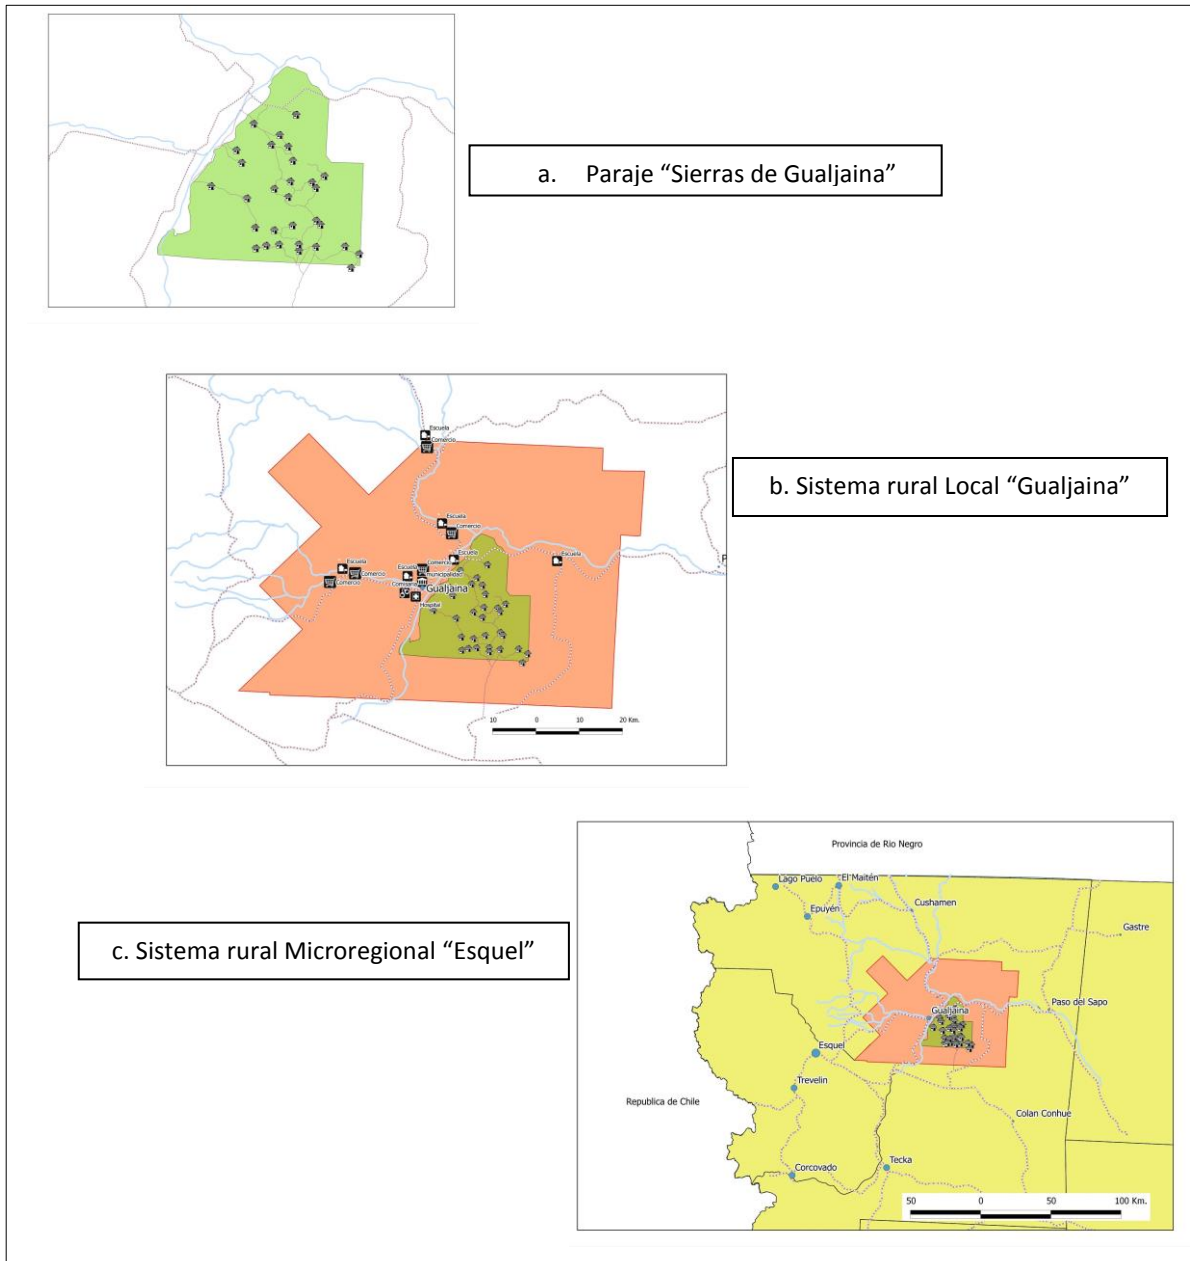 a. Paraje “Sierras de Gualjaina”
Escuela
Comercio
b. Sistema rural Local “Gualjaina”
Escuela
Comercio
Escuela
Escuela
Escuela
Comercio
Escuela
Comercio
municipalidad
Comercio
Comisaria
Gualjaina
Hospital
10 0 10 20 Km.
Provincia de Rio Negro
Lago Puelo
El Maitén
Epuyén
Cushamen
Gastre
c. Sistema rural Microregional “Esquel”
Gualjaina
Paso del Sapo
Esquel
Trevelin
Republica de Chile
Colan Conhue
Corcovado
Tecka
50 0 50 100 Km.